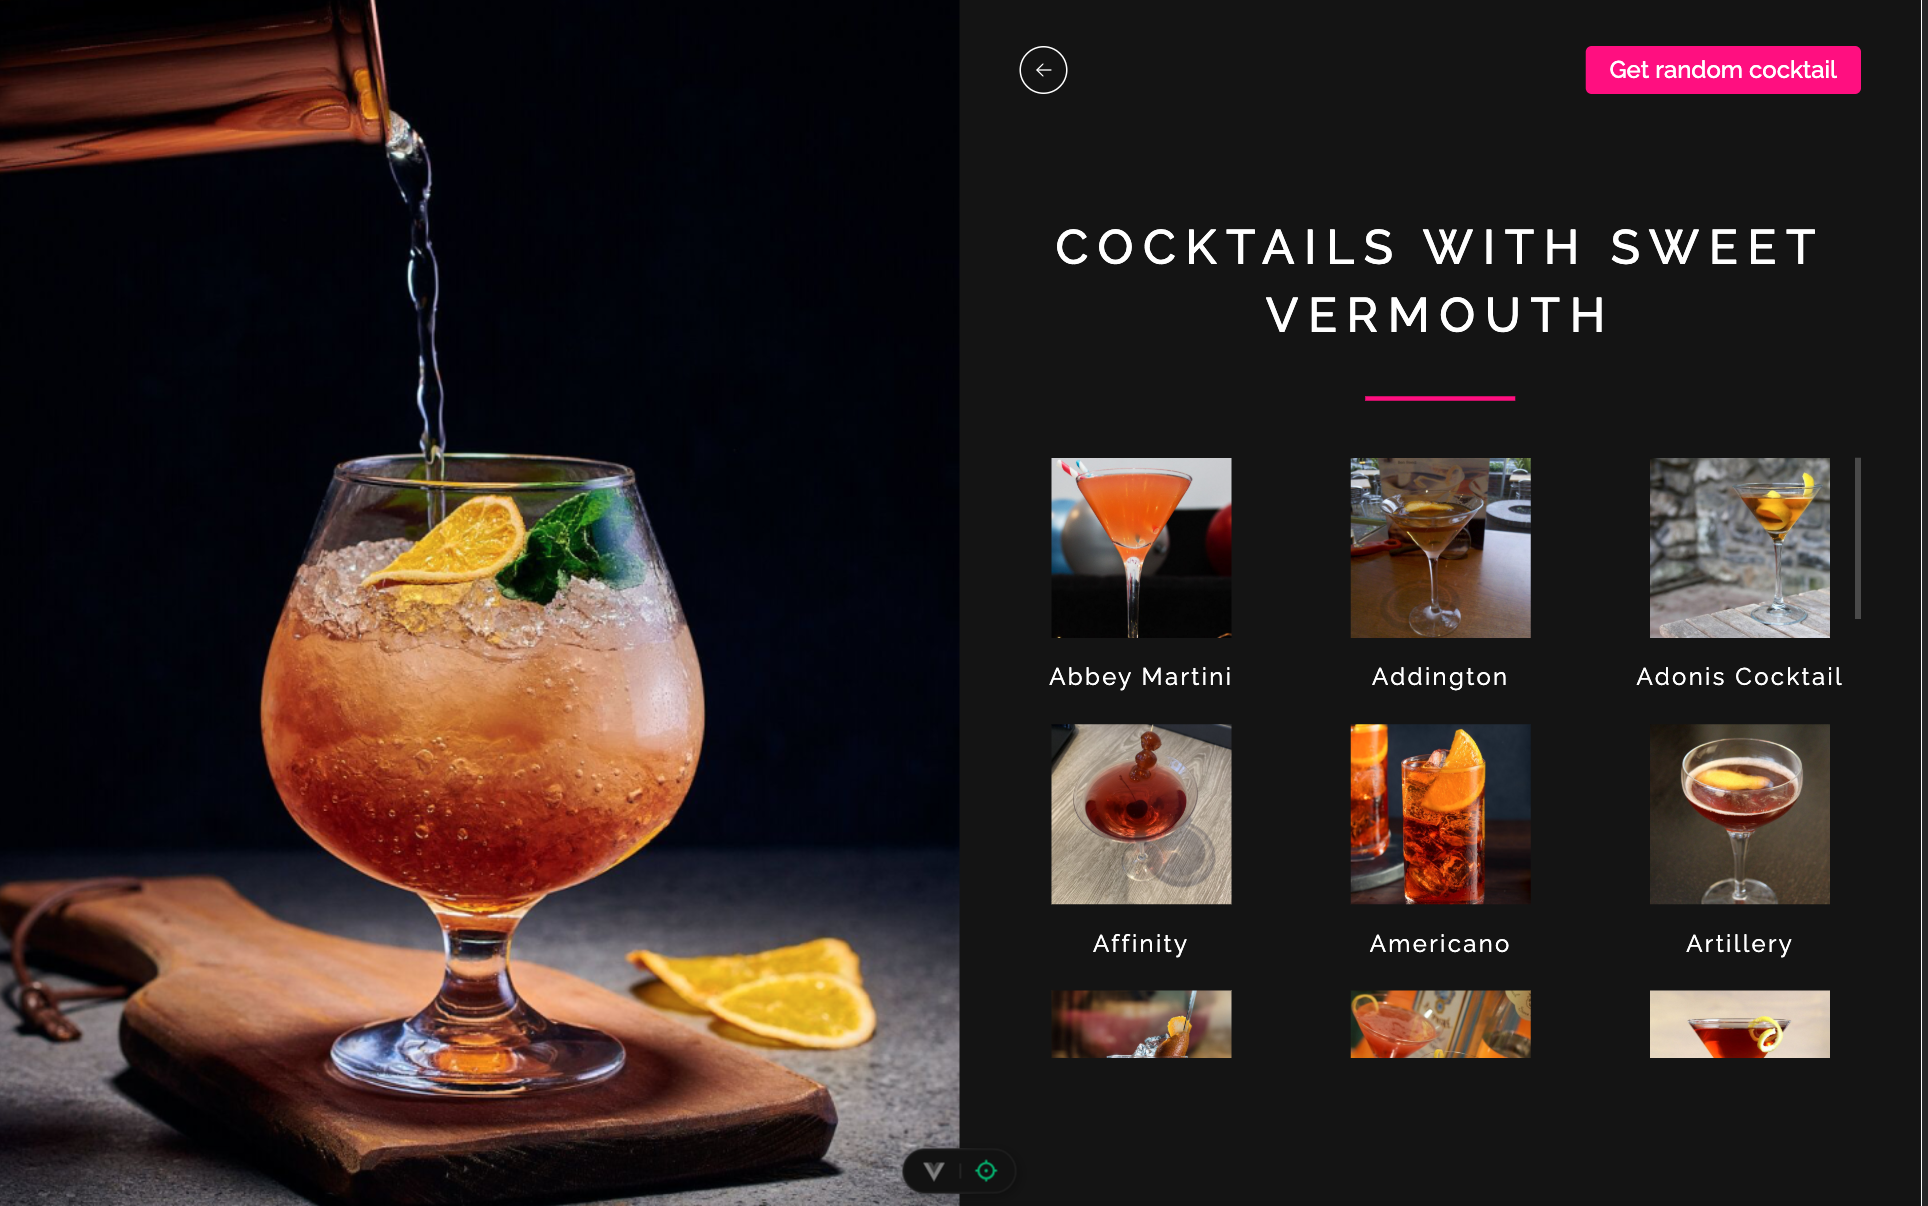 Get random cocktail
COCKTAILS WITH SWEET
VERMOUTH
Abbey Martini
Addington
Adonis Cocktail
Affinity
Americano
Artillery